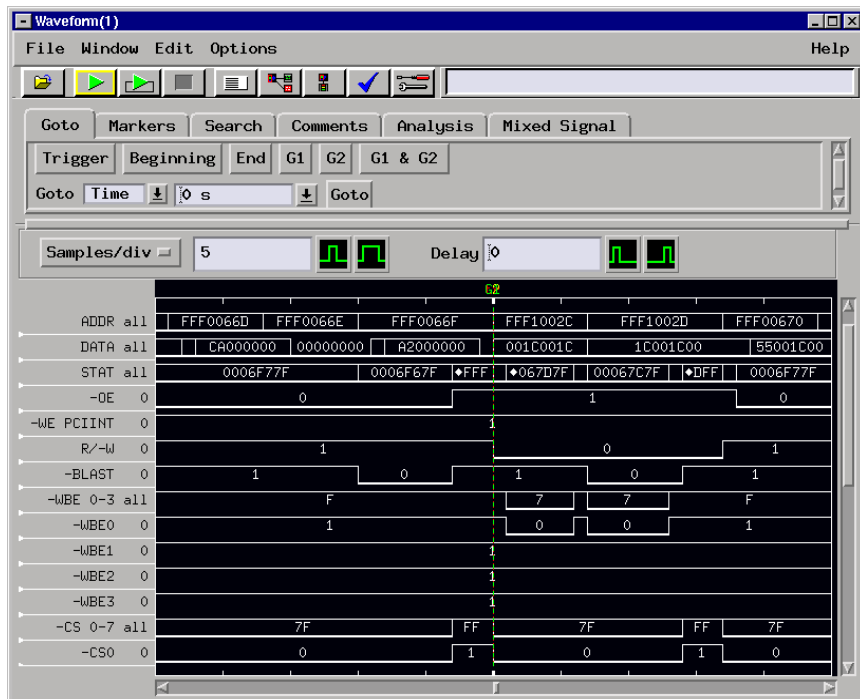 Waveform(1)
File Window Edit Options Help
Goto Markers Search Comments Analysis Mixed Signal
Trigger Beginning End G1 G2 G1 & G2
Goto Time 0 s Goto
Samples/div 5 Delay 0
G2
ADDR all FFF0066D FFF0066E FFF0066F FFF1002C FFF1002D FFF00670
DATA all CA000000 00000000 A2000000 001C001C 1C001C00 55001C00
STAT all 0006F77F 0006F67F ◆FFF ◆067D7F 00067C7F ◆DFF 0006F77F
-OE 0 0 1 0
-WE PCIINT 0 1
R/-W 0 1 0 1
-BLAST 0 1 0 1 0 1
-WBE 0-3 all F 7 7 F
-WBE0 0 1 0 0 1
-WBE1 0 1
-WBE2 0 1
-WBE3 0 1
-CS 0-7 all 7F FF 7F FF 7F
-CS0 0 0 1 0 1 0